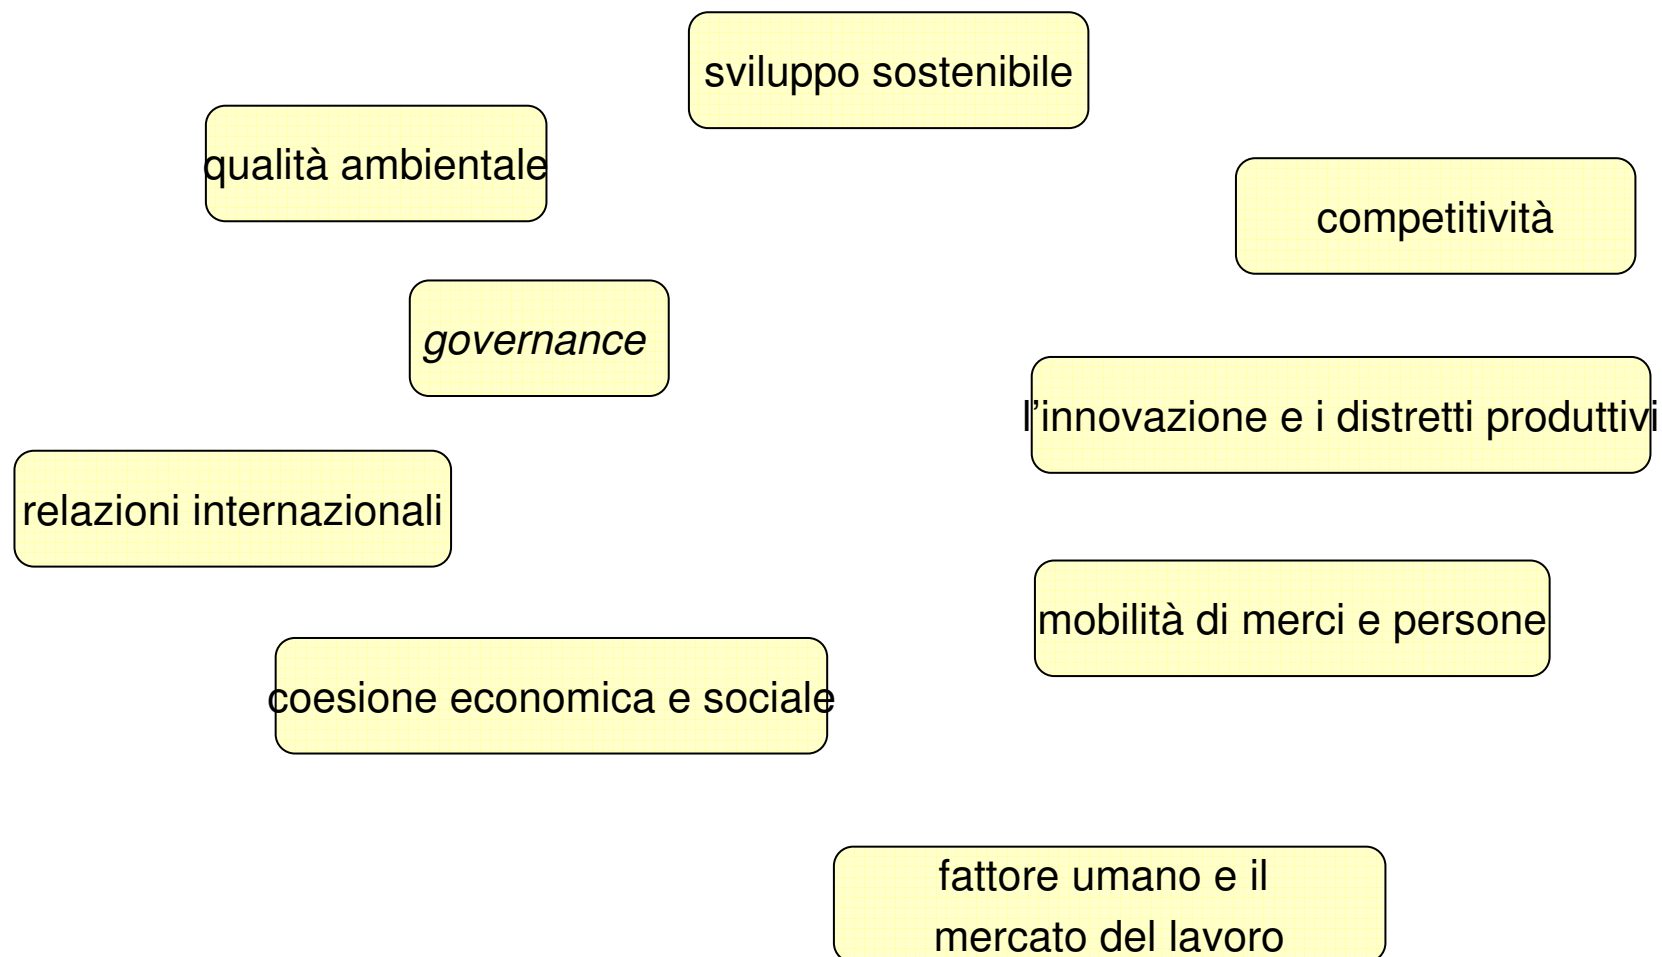 sviluppo sostenibile
qualità ambientale
competitività
governance
l’innovazione e i distretti produttivi
relazioni internazionali
mobilità di merci e persone
coesione economica e sociale
fattore umano e il
mercato del lavoro